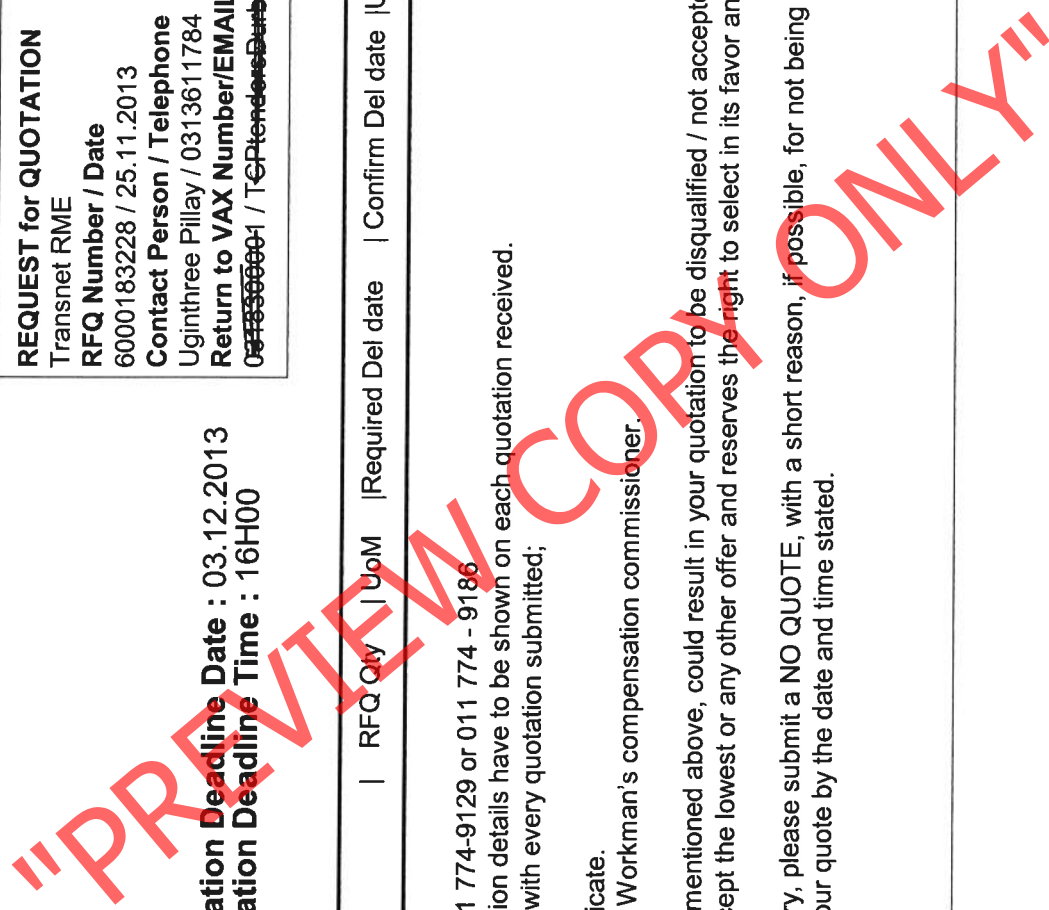 REQUEST for QUOTATION
Transnet RME
RFQ Number / Date
6000183228 / 25.11.2013
Contact Person / Telephone
Uginthree Pillay / 0313611784
Return to VAX Number/EMAIL
/ TCPtendersDurb
ation Deadline Date : 03.12.2013
ation Deadline Time : 16H00
| RFQ Qty | UoM |Required Del date | Confirm Del date |U
1 774-9129 or 011 774 - 9186
ion details have to be shown on each quotation received.
with every quotation submitted;
icate.
Workman's compensation commissioner.
mentioned above, could result in your quotation to be disqualified / not accepte
cept the lowest or any other offer and reserves the right to select in its favor an
ry, please submit a NO QUOTE, with a short reason, if possible, for not being
our quote by the date and time stated.
"PREVIEW COPY ONLY"